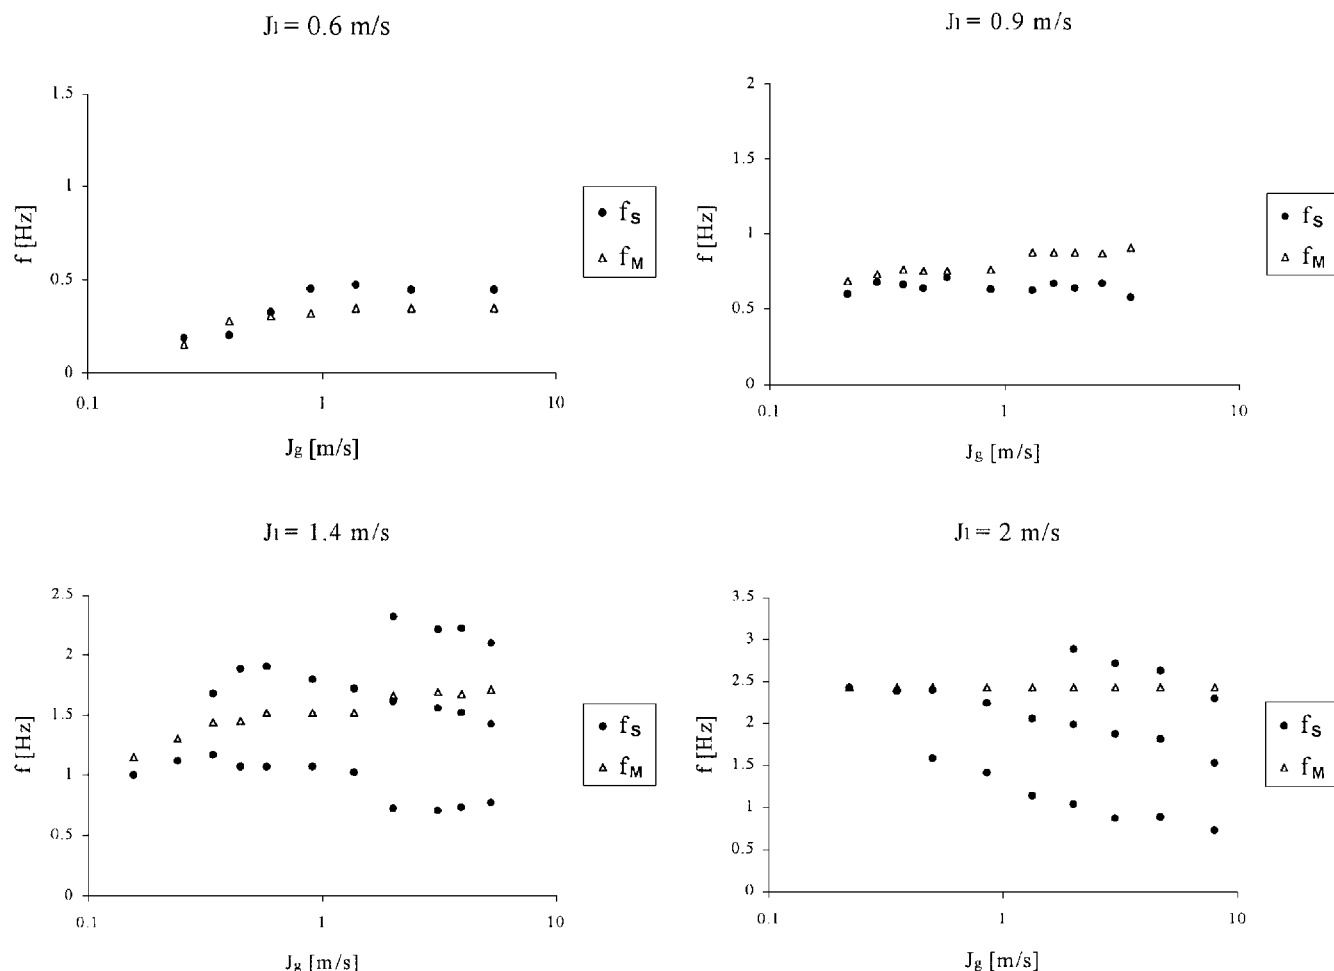 Jl = 0.6 m/s
1.5
1
0.5
0
0.1
1
10
f [Hz]
Jg [m/s]
fS
fM
Jl = 0.9 m/s
2
1.5
1
0.5
0
0.1
1
10
f [Hz]
Jg [m/s]
fS
fM
Jl = 1.4 m/s
2.5
2
1.5
1
0.5
0
0.1
1
10
f [Hz]
Jg [m/s]
fS
fM
Jl = 2 m/s
3.5
3
2.5
2
1.5
1
0.5
0
0.1
1
10
f [Hz]
Jg [m/s]
fS
fM